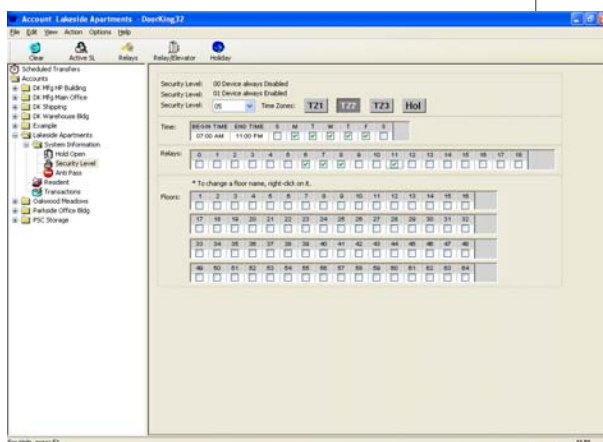 Account Lakeside Apartments - DoorKing32
File Edit View Action Options Help
Clear Active SL Relays Relay/Elevator Holiday
Scheduled Transfers
Accounts
DK Mfg HP Building
DK Mfg Main Office
DK Shipping
DK Warehouse Bldg
Example
Lakeside Apartments
System Information
Hold Open
Security Level
Anti Pass
Resident
Transactions
Oakwood Meadows
Parkside Office Bldg
PSC Storage
Security Level: 00 Device always Disabled
Security Level: 01 Device always Enabled
Security Level: 05 Time Zones: TZ1 TZ2 TZ3 Hol
Time: BEGIN TIME END TIME S M T W T F S
07:00 AM 11:00 PM
Relays: 0 1 2 3 4 5 6 7 8 9 10 11 12 13 14 15 16 17 18
* To change a floor name, right-click on it.
Floors: 1 2 3 4 5 6 7 8 9 10 11 12 13 14 15 16
17 18 19 20 21 22 23 24 25 26 27 28 29 30 31 32
33 34 35 36 37 38 39 40 41 42 43 44 45 46 47 48
49 50 51 52 53 54 55 56 57 58 59 60 61 62 63 64
For Help, press F1